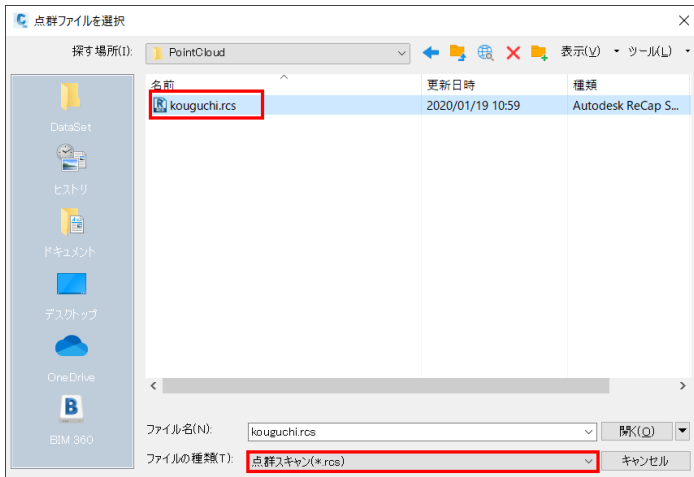 点群ファイルを選択
探す場所(I):
PointCloud
表示(V)
ツール(L)
名前
更新日時
種類
kouguchi.rcs
2020/01/19 10:59
Autodesk ReCap S...
DataSet
ヒストリ
ドキュメント
デスクトップ
OneDrive
BIM 360
ファイル名(N):
kouguchi.rcs
開く(O)
ファイルの種類(T):
点群スキャン(*.rcs)
キャンセル